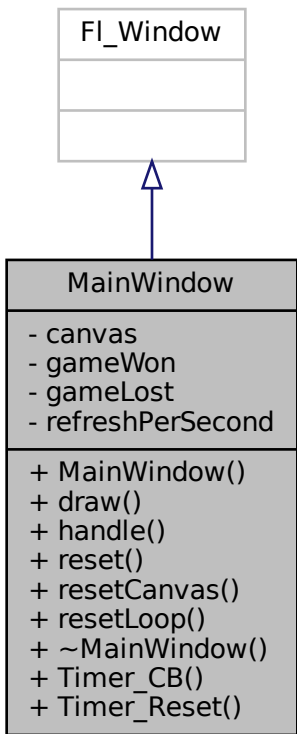 Fl_Window
MainWindow
- canvas
- gameWon
- gameLost
- refreshPerSecond
+ MainWindow()
+ draw()
+ handle()
+ reset()
+ resetCanvas()
+ resetLoop()
+ ~MainWindow()
+ Timer_CB()
+ Timer_Reset()